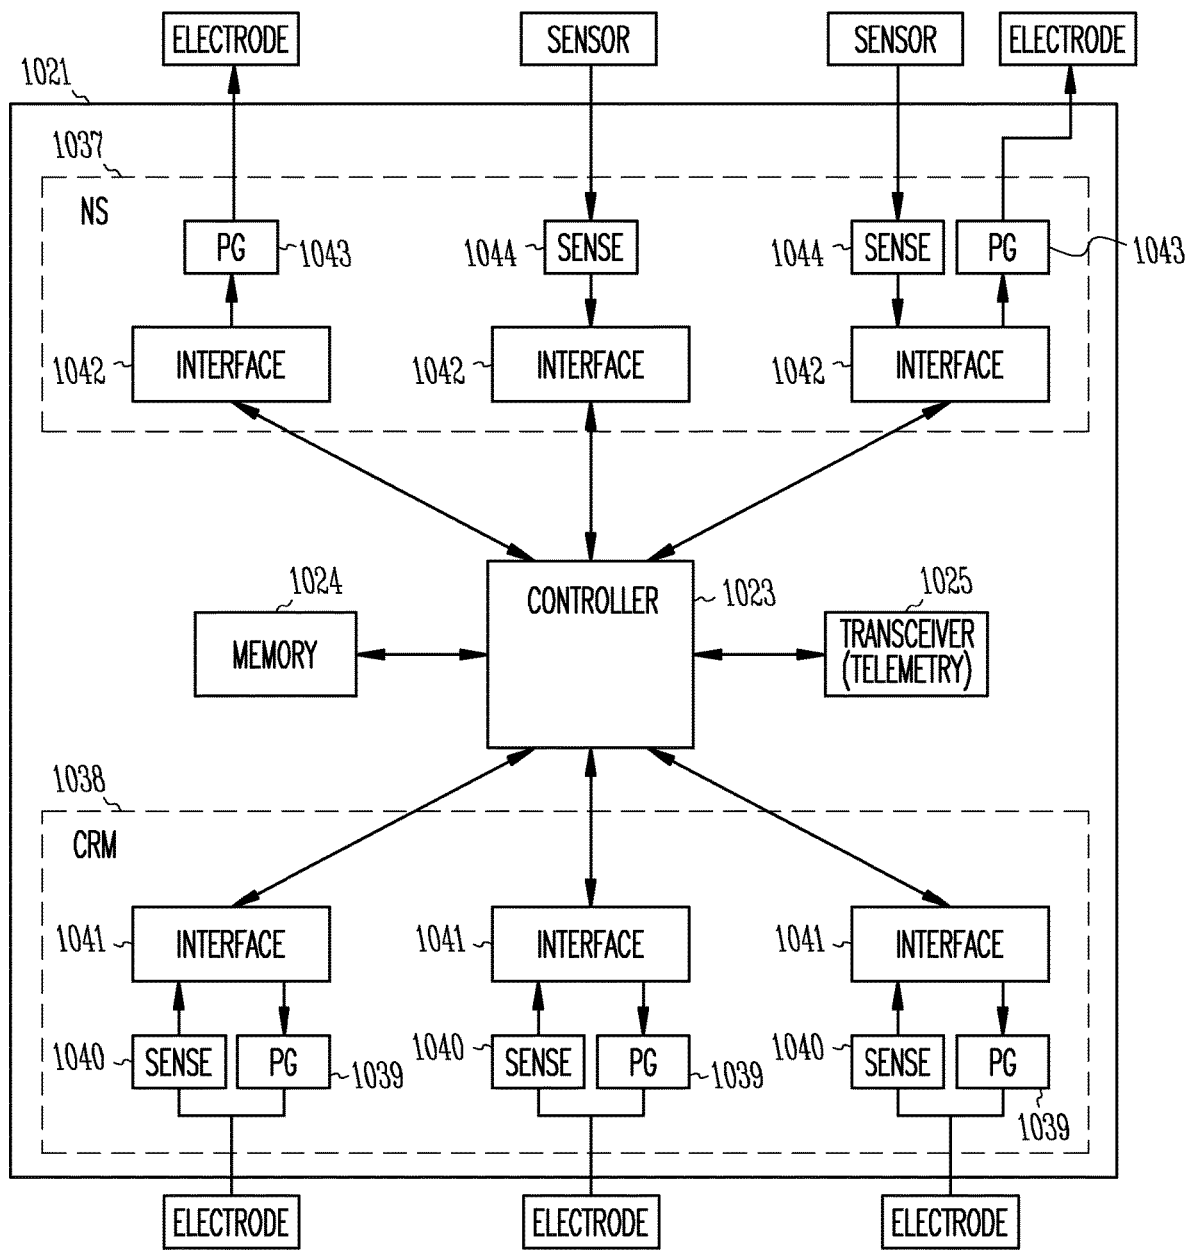 ELECTRODE
SENSOR
SENSOR
ELECTRODE
1021
1037
NS
PG
1043
1044
SENSE
1044
SENSE
PG
1043
1042
INTERFACE
1042
INTERFACE
1042
INTERFACE
1024
MEMORY
CONTROLLER
1023
1025
TRANSCEIVER
(TELEMETRY)
1038
CRM
1041
INTERFACE
1041
INTERFACE
1041
INTERFACE
1040
SENSE
PG
1039
1040
SENSE
PG
1039
1040
SENSE
PG
1039
ELECTRODE
ELECTRODE
ELECTRODE